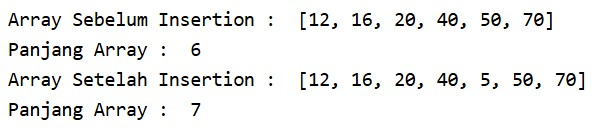 Array Sebelum Insertion :  [12, 16, 20, 40, 50, 70]
Panjang Array :  6
Array Setelah Insertion :  [12, 16, 20, 40, 5, 50, 70]
Panjang Array :  7